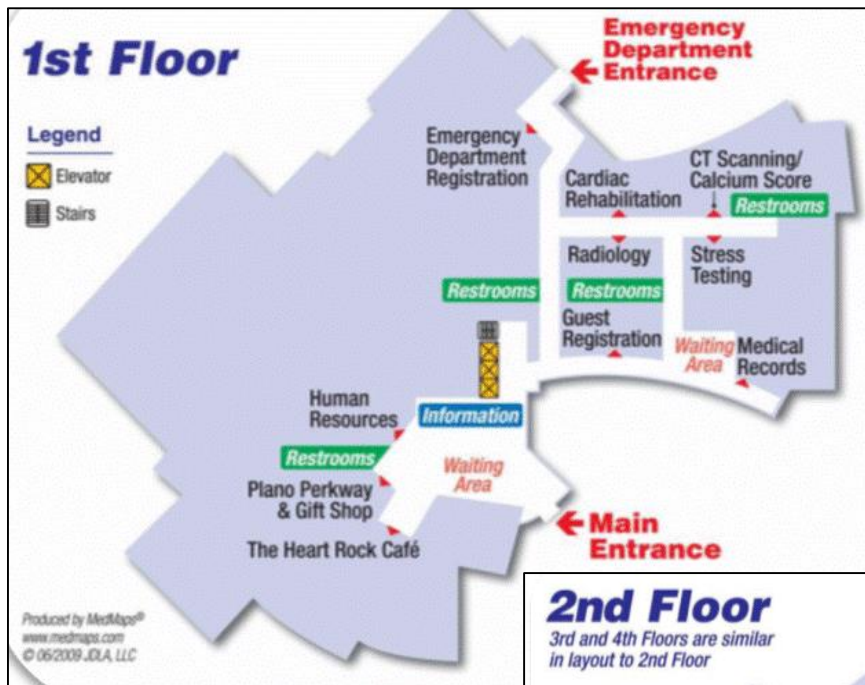 1st Floor
Legend
Elevator
Stairs
Emergency
Department
Entrance
Emergency
Department
Registration
Cardiac
Rehabilitation
CT Scanning/
Calcium Score
Restrooms
Radiology
Stress
Testing
Restrooms
Restrooms
Guest
Registration
Waiting
Area
Medical
Records
Human
Resources
Information
Restrooms
Waiting
Area
Plano Perkway
& Gift Shop
The Heart Rock Café
Main
Entrance
Produced by MedMaps®
www.medmaps.com
© 06/2009 JDLA, LLC
2nd Floor
3rd and 4th Floors are similar
in layout to 2nd Floor